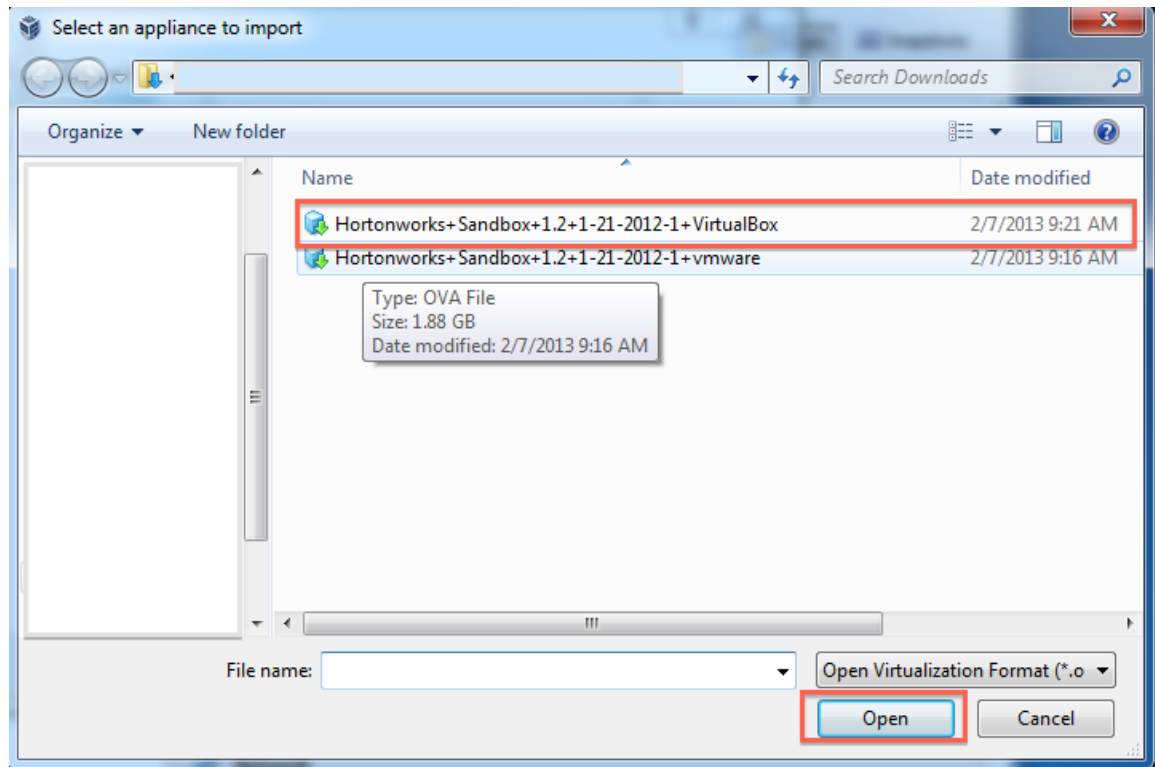 Select an appliance to import
Search Downloads
Organize New folder
Name Date modified
Hortonworks+Sandbox+1.2+1-21-2012-1+VirtualBox 2/7/2013 9:21 AM
Hortonworks+Sandbox+1.2+1-21-2012-1+vmware 2/7/2013 9:16 AM
Type: OVA File
Size: 1.88 GB
Date modified: 2/7/2013 9:16 AM
File name: Open Virtualization Format (*.o
Open Cancel